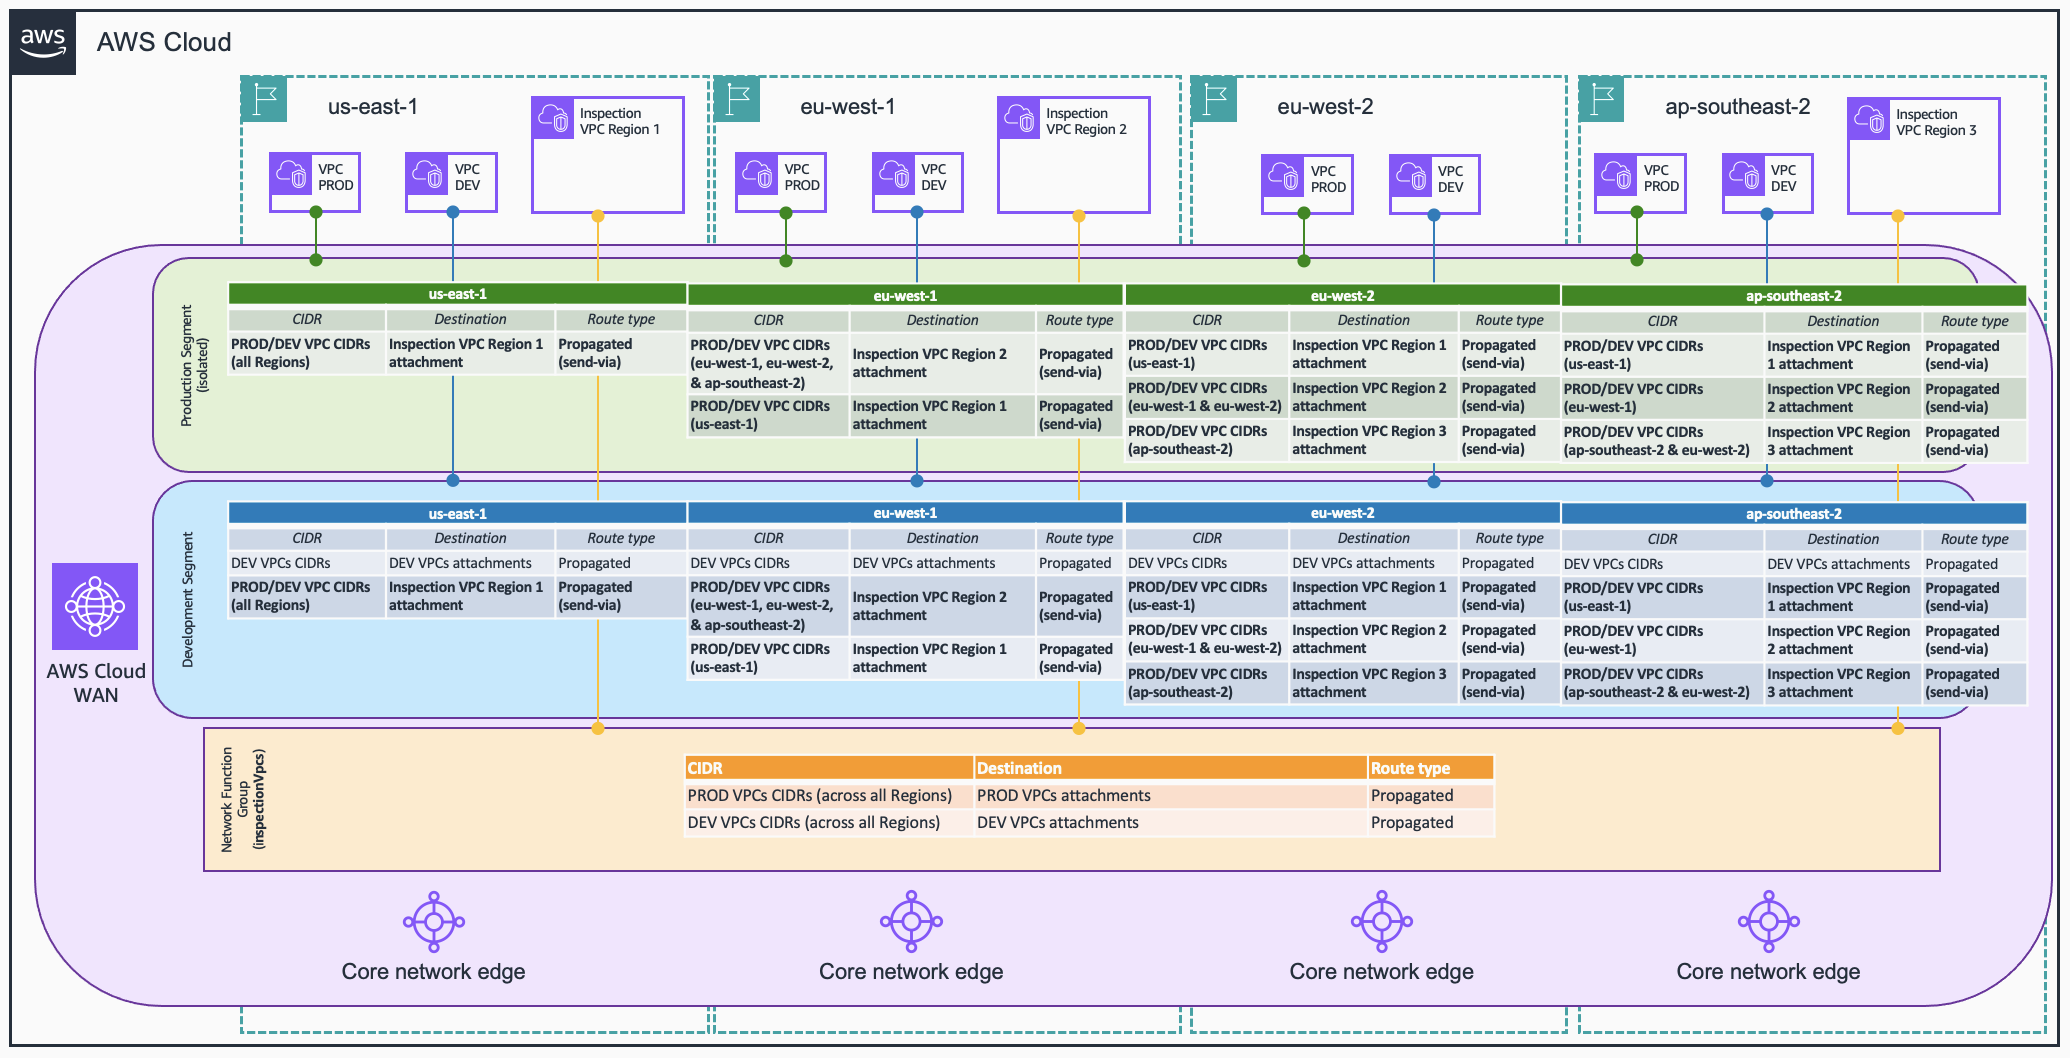 aws
AWS Cloud
us-east-1
Inspection
VPC Region 1
VPC
PROD
VPC
DEV
eu-west-1
Inspection
VPC Region 2
VPC
PROD
VPC
DEV
eu-west-2
VPC
PROD
VPC
DEV
ap-southeast-2
Inspection
VPC Region 3
VPC
PROD
VPC
DEV
Production Segment
(isolated)
us-east-1
CIDR Destination Route type
PROD/DEV VPC CIDRs
(all Regions)
Inspection VPC Region 1
attachment
Propagated
(send-via)
eu-west-1
CIDR Destination Route type
PROD/DEV VPC CIDRs
(eu-west-1, eu-west-2,
& ap-southeast-2)
Inspection VPC Region 2
attachment
Propagated
(send-via)
PROD/DEV VPC CIDRs
(us-east-1)
Inspection VPC Region 1
attachment
Propagated
(send-via)
eu-west-2
CIDR Destination Route type
PROD/DEV VPC CIDRs
(us-east-1)
Inspection VPC Region 1
attachment
Propagated
(send-via)
PROD/DEV VPC CIDRs
(eu-west-1 & eu-west-2)
Inspection VPC Region 2
attachment
Propagated
(send-via)
PROD/DEV VPC CIDRs
(ap-southeast-2)
Inspection VPC Region 3
attachment
Propagated
(send-via)
ap-southeast-2
CIDR Destination Route type
PROD/DEV VPC CIDRs
(us-east-1)
Inspection VPC Region
1 attachment
Propagated
(send-via)
PROD/DEV VPC CIDRs
(eu-west-1)
Inspection VPC Region
2 attachment
Propagated
(send-via)
PROD/DEV VPC CIDRs
(ap-southeast-2 & eu-west-2)
Inspection VPC Region
3 attachment
Propagated
(send-via)
AWS Cloud
WAN
Development Segment
us-east-1
CIDR Destination Route type
DEV VPCs CIDRs DEV VPCs attachments Propagated
PROD/DEV VPC CIDRs
(all Regions)
Inspection VPC Region 1
attachment
Propagated
(send-via)
eu-west-1
CIDR Destination Route type
DEV VPCs CIDRs DEV VPCs attachments Propagated
PROD/DEV VPC CIDRs
(eu-west-1, eu-west-2,
& ap-southeast-2)
Inspection VPC Region 2
attachment
Propagated
(send-via)
PROD/DEV VPC CIDRs
(us-east-1)
Inspection VPC Region 1
attachment
Propagated
(send-via)
eu-west-2
CIDR Destination Route type
DEV VPCs CIDRs DEV VPCs attachments Propagated
PROD/DEV VPC CIDRs
(us-east-1)
Inspection VPC Region 1
attachment
Propagated
(send-via)
PROD/DEV VPC CIDRs
(eu-west-1 & eu-west-2)
Inspection VPC Region 2
attachment
Propagated
(send-via)
PROD/DEV VPC CIDRs
(ap-southeast-2)
Inspection VPC Region 3
attachment
Propagated
(send-via)
ap-southeast-2
CIDR Destination Route type
DEV VPCs CIDRs DEV VPCs attachments Propagated
PROD/DEV VPC CIDRs
(us-east-1)
Inspection VPC Region
1 attachment
Propagated
(send-via)
PROD/DEV VPC CIDRs
(eu-west-1)
Inspection VPC Region
2 attachment
Propagated
(send-via)
PROD/DEV VPC CIDRs
(ap-southeast-2 & eu-west-2)
Inspection VPC Region
3 attachment
Propagated
(send-via)
Network Function
Group
(inspectionVpcs)
CIDR Destination Route type
PROD VPCs CIDRs (across all Regions) PROD VPCs attachments Propagated
DEV VPCs CIDRs (across all Regions) DEV VPCs attachments Propagated
Core network edge
Core network edge
Core network edge
Core network edge